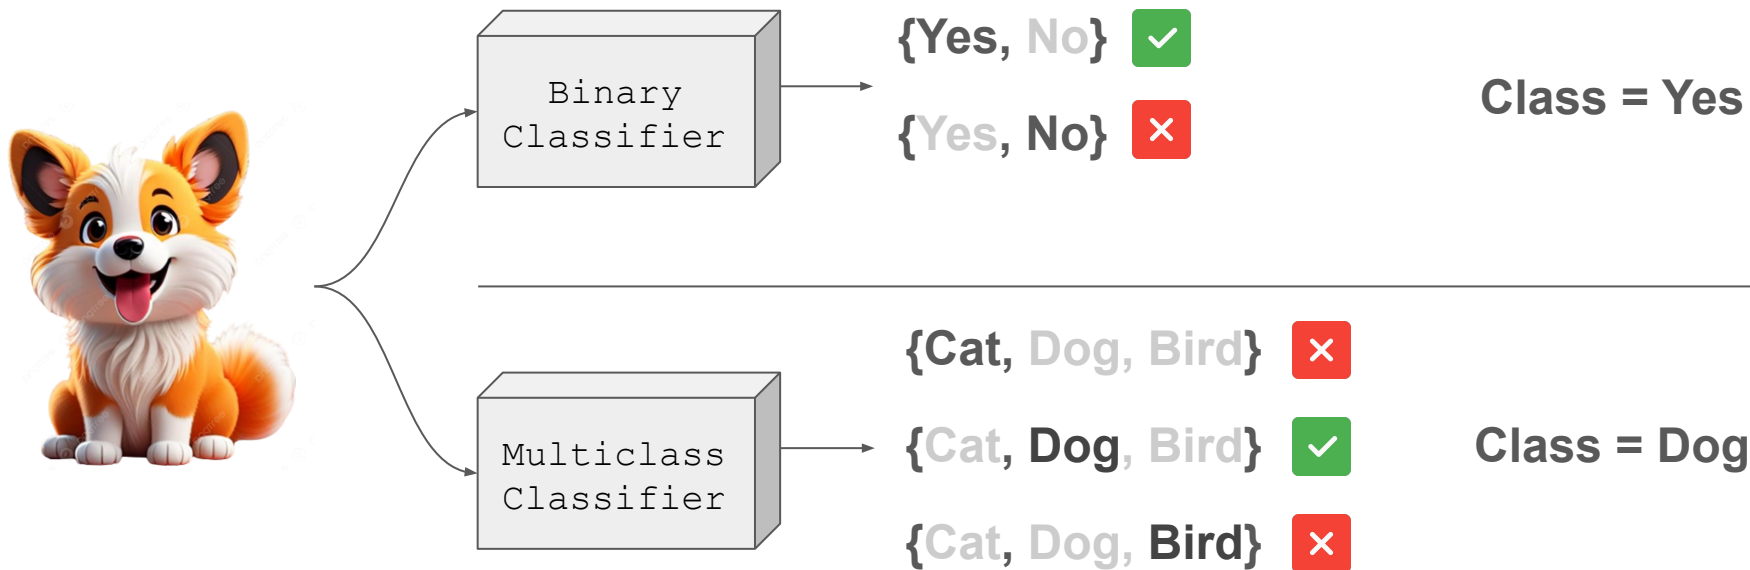 Binary
Classifier
{Yes, No}
{Yes, No}
Class = Yes
Multiclass
Classifier
{Cat, Dog, Bird}
{Cat, Dog, Bird}
{Cat, Dog, Bird}
Class = Dog